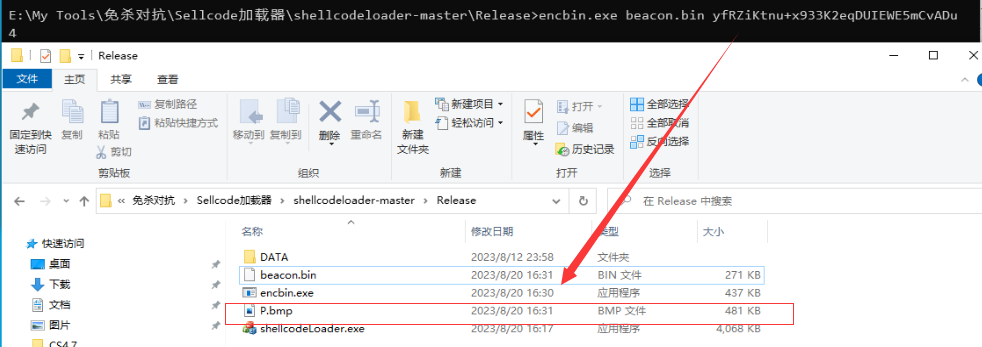 E:\My Tools\免杀对抗\Sellcode加载器\shellcodeloader-master\Release>encbin.exe beacon.bin yfRZiKtnu+x933K2eqDUIEWE5mCvADu
4
Release
文件 主页 共享 查看
固定到快速访问
复制
粘贴
复制路径
粘贴快捷方式
剪切
剪贴板
移动到
复制到
删除
重命名
组织
新建文件夹
新建项目
轻松访问
新建
属性
打开
编辑
历史记录
打开
全部选择
全部取消
反向选择
选择
« 免杀对抗 > Sellcode加载器 > shellcodeloader-master > Release
在 Release 中搜索
名称 修改日期 类型 大小
快速访问
桌面
下载
文档
图片
CS4.7
DATA 2023/8/12 23:58 文件夹
beacon.bin 2023/8/20 16:31 BIN 文件 271 KB
encbin.exe 2023/8/20 16:30 应用程序 437 KB
P.bmp 2023/8/20 16:31 BMP 文件 481 KB
shellcodeLoader.exe 2023/8/20 16:17 应用程序 4,068 KB